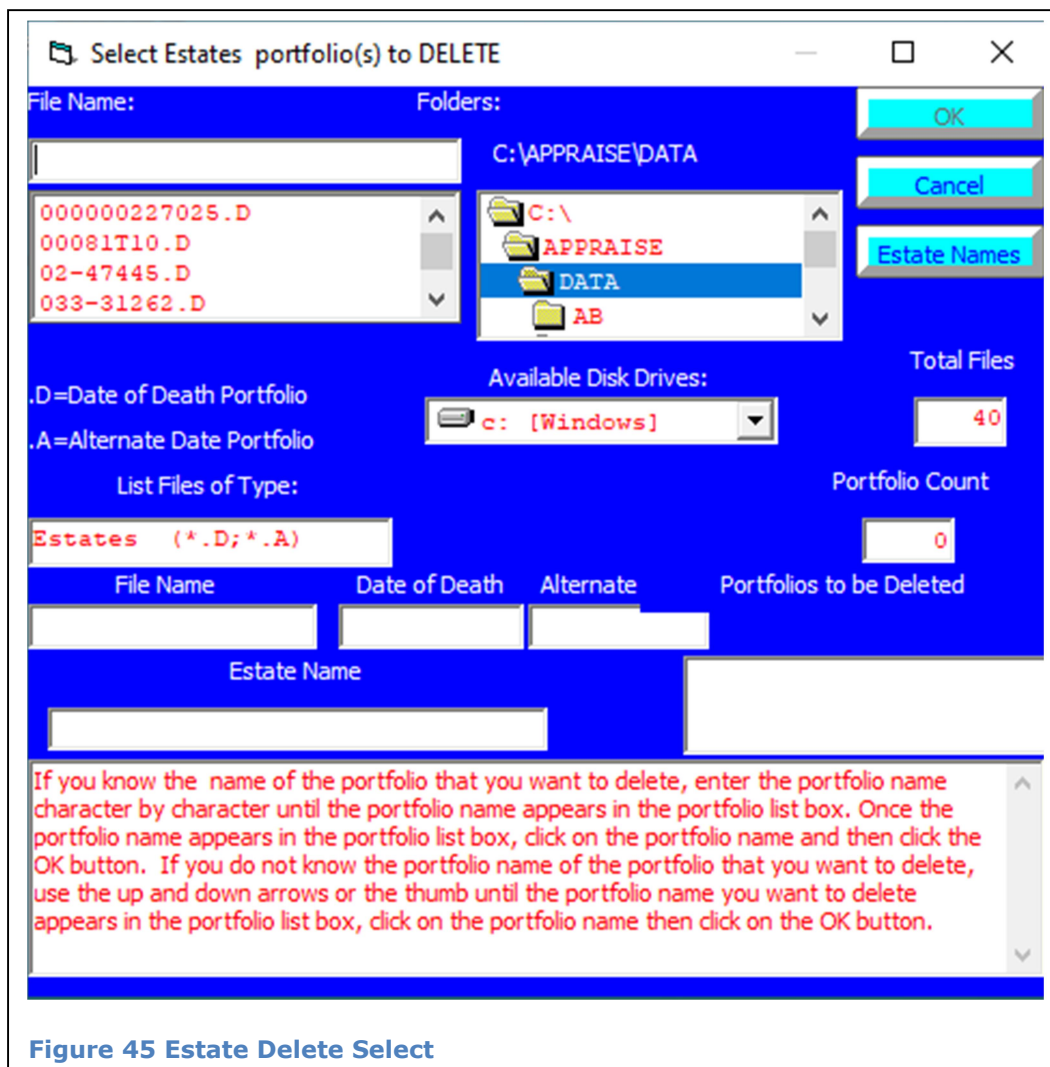 Select Estates  portfolio(s) to DELETE
File Name:
Folders:
OK
C:\APPRAISE\DATA
Cancel
000000227025.D
00081T10.D
02-47445.D
033-31262.D
C:\
APPRAISE
DATA
AB
Estate Names
.D=Date of Death Portfolio
.A=Alternate Date Portfolio
Available Disk Drives:
c: [Windows]
Total Files
40
List Files of Type:
Estates  (*.D;*.A)
Portfolio Count
0
File Name
Date of Death
Alternate
Portfolios to be Deleted
Estate Name
If you know the  name of the portfolio that you want to delete, enter the portfolio name
character by character until the portfolio name appears in the portfolio list box. Once the
portfolio name appears in the portfolio list box, click on the portfolio name and then click the
OK button.  If you do not know the portfolio name of the portfolio that you want to delete,
use the up and down arrows or the thumb until the portfolio name you want to delete
appears in the portfolio list box, click on the portfolio name then click on the OK button.
Figure 45 Estate Delete Select